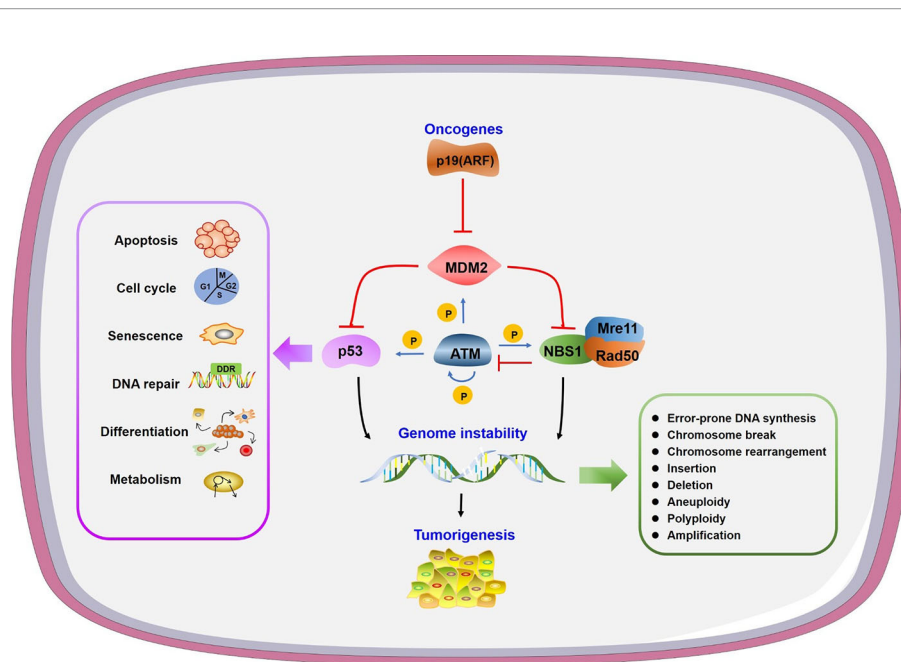 Oncogenes
p19(ARF)
MDM2
P
P
P
p53
ATM
NBS1
Mre11
Rad50
P
Apoptosis
Cell cycle
M
G1
G2
S
Senescence
DNA repair
DDR
Differentiation
Metabolism
Genome instability
Error-prone DNA synthesis
Chromosome break
Chromosome rearrangement
Insertion
Deletion
Aneuploidy
Polyploidy
Amplification
Tumorigenesis